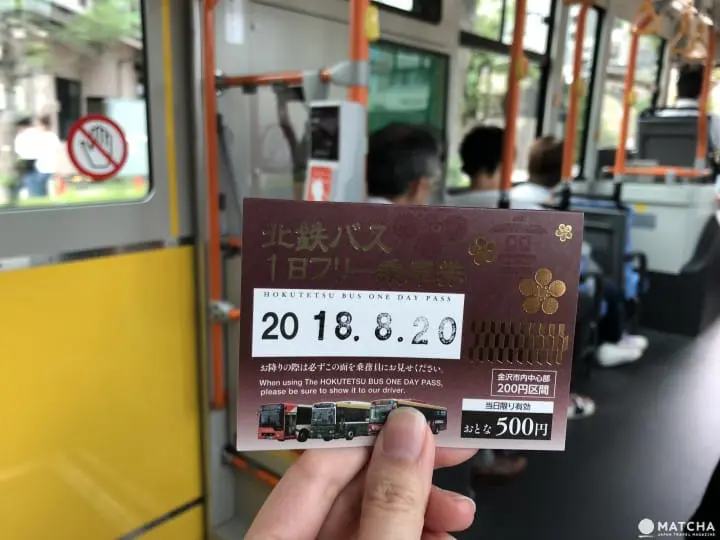 北鉄バス
1日フリー乗車券
HOKUTETSU BUS ONE DAY PASS
20 18.8.20
お降りの際は必ずこの面を乗務員にお見せください。
When using The HOKUTETSU BUS ONE DAY PASS,
please be sure to show it to our driver.
金沢市内中心部
200円区間
当日限り有効
おとな 500円
MATCHA
JAPAN TRAVEL MAGAZINE